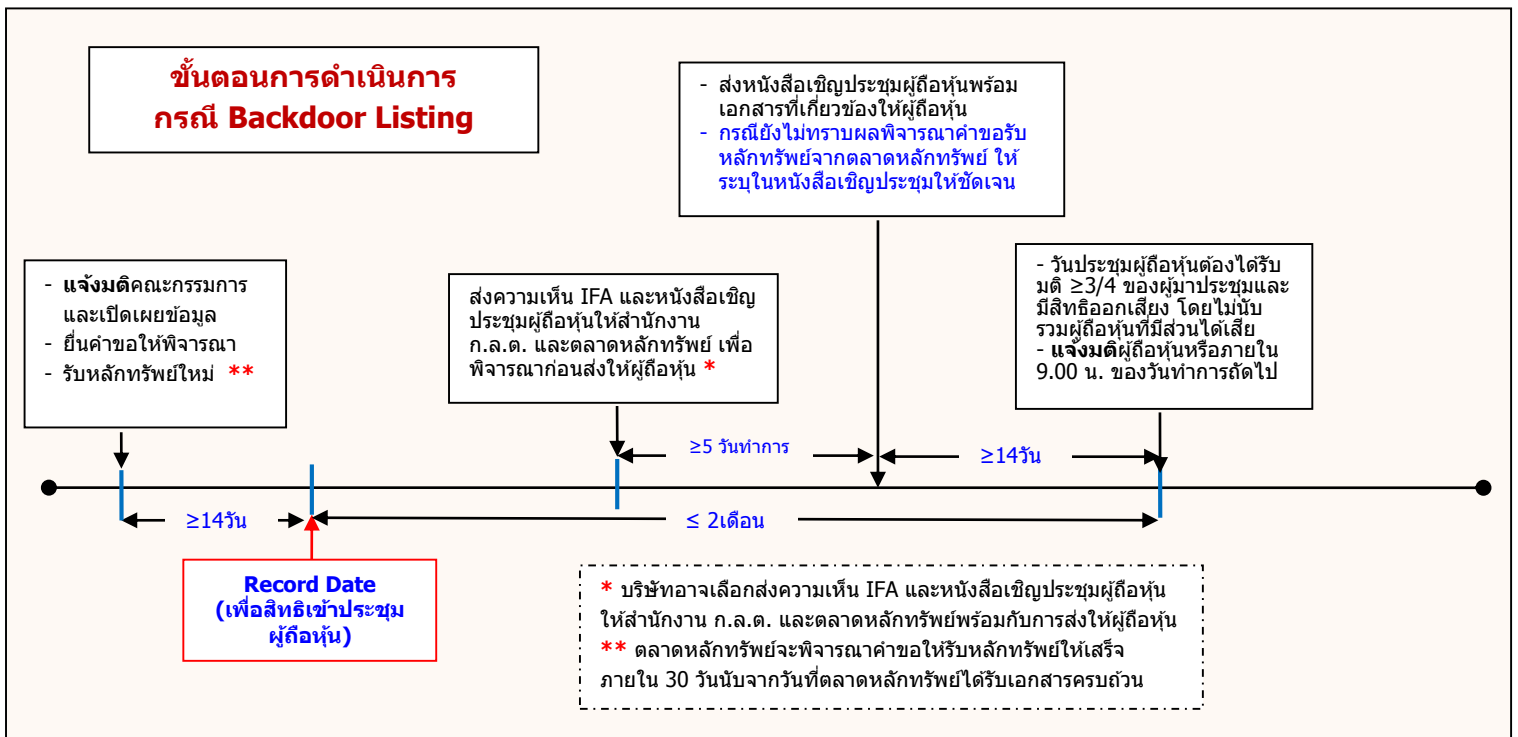 ขั้นตอนการดำเนินการ
กรณี Backdoor Listing
- ส่งหนังสือเชิญประชุมผู้ถือหุ้นพร้อม
เอกสารที่เกี่ยวข้องให้ผู้ถือหุ้น
- กรณียังไม่ทราบผลพิจารณาคำขอรับ
หลักทรัพย์จากตลาดหลักทรัพย์ ให้
ระบุในหนังสือเชิญประชุมให้ชัดเจน
- แจ้งมติคณะกรรมการ
และเปิดเผยข้อมูล
- ยื่นคำขอให้พิจารณา
- รับหลักทรัพย์ใหม่ **
ส่งความเห็น IFA และหนังสือเชิญ
ประชุมผู้ถือหุ้นให้สำนักงาน
ก.ล.ต. และตลาดหลักทรัพย์ เพื่อ
พิจารณาก่อนส่งให้ผู้ถือหุ้น *
- วันประชุมผู้ถือหุ้นต้องได้รับ
มติ ≥3/4 ของผู้มาประชุมและ
มีสิทธิออกเสียง โดยไม่นับ
รวมผู้ถือหุ้นที่มีส่วนได้เสีย
- แจ้งมติผู้ถือหุ้นหรือภายใน
9.00 น. ของวันทำการถัดไป
≥5 วันทำการ
≥14วัน
≥14วัน
≤ 2เดือน
Record Date
(เพื่อสิทธิเข้าประชุม
ผู้ถือหุ้น)
* บริษัทอาจเลือกส่งความเห็น IFA และหนังสือเชิญประชุมผู้ถือหุ้น
ให้สำนักงาน ก.ล.ต. และตลาดหลักทรัพย์พร้อมกับการส่งให้ผู้ถือหุ้น
** ตลาดหลักทรัพย์จะพิจารณาคำขอให้รับหลักทรัพย์ให้เสร็จ
ภายใน 30 วันนับจากวันที่ตลาดหลักทรัพย์ได้รับเอกสารครบถ้วน